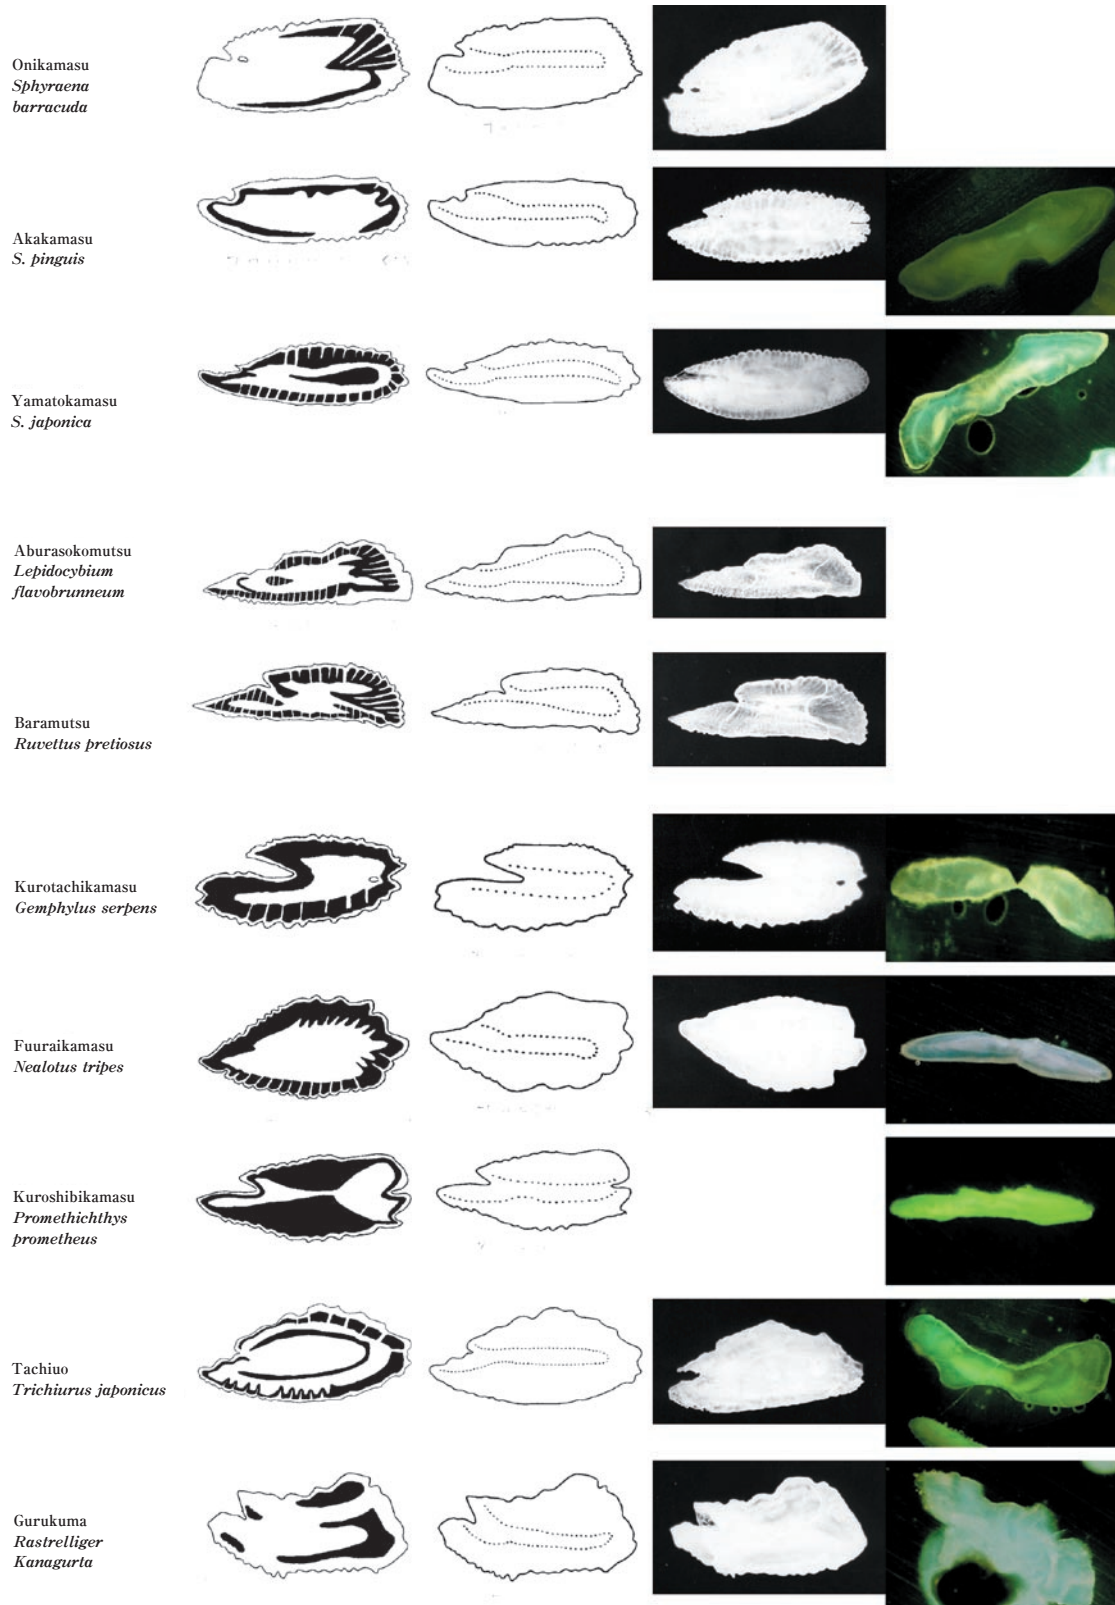 Onikamasu
Sphyraena
barracuda
Akakamasu
S. pinguis
Yamatokamasu
S. japonica
Aburasokomutsu
Lepidocybium
flavobrunneum
Baramutsu
Ruvettus pretiosus
Kurotachikamasu
Gemphylus serpens
Fuuraikamasu
Nealotus tripes
Kuroshibikamasu
Promethichthys
prometheus
Tachiuo
Trichiurus japonicus
Gurukuma
Rastrelliger
Kanagurta